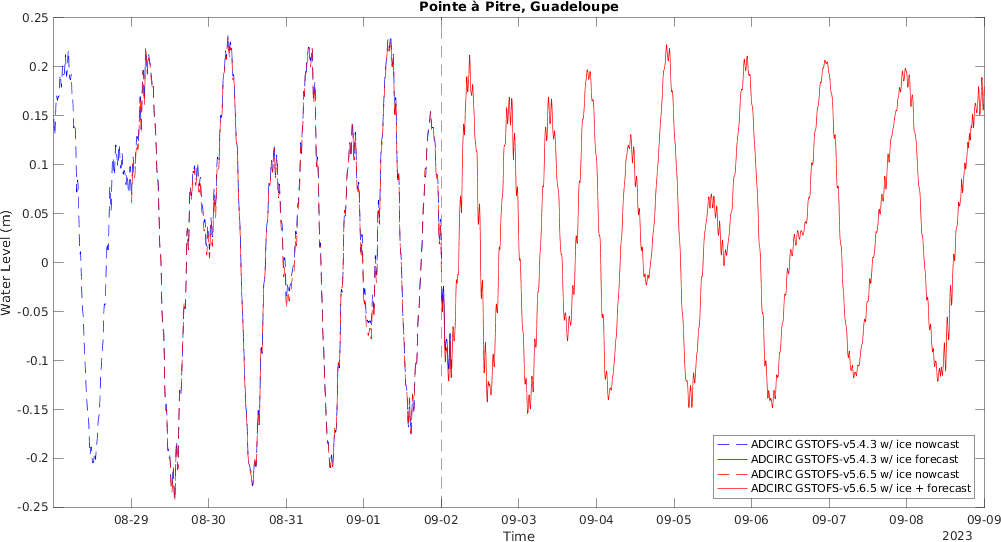 Pointe à Pitre, Guadeloupe
0.25
0.2
0.15
0.1
0.05
0
-0.05
-0.1
-0.15
-0.2
-0.25
Water Level (m)
ADCIRC GSTOFS-v5.4.3 w/ ice nowcast
ADCIRC GSTOFS-v5.4.3 w/ ice forecast
ADCIRC GSTOFS-v5.6.5 w/ ice nowcast
ADCIRC GSTOFS-v5.6.5 w/ ice + forecast
08-29 08-30 08-31 09-01 09-02 09-03 09-04 09-05 09-06 09-07 09-08 09-09
Time
2023